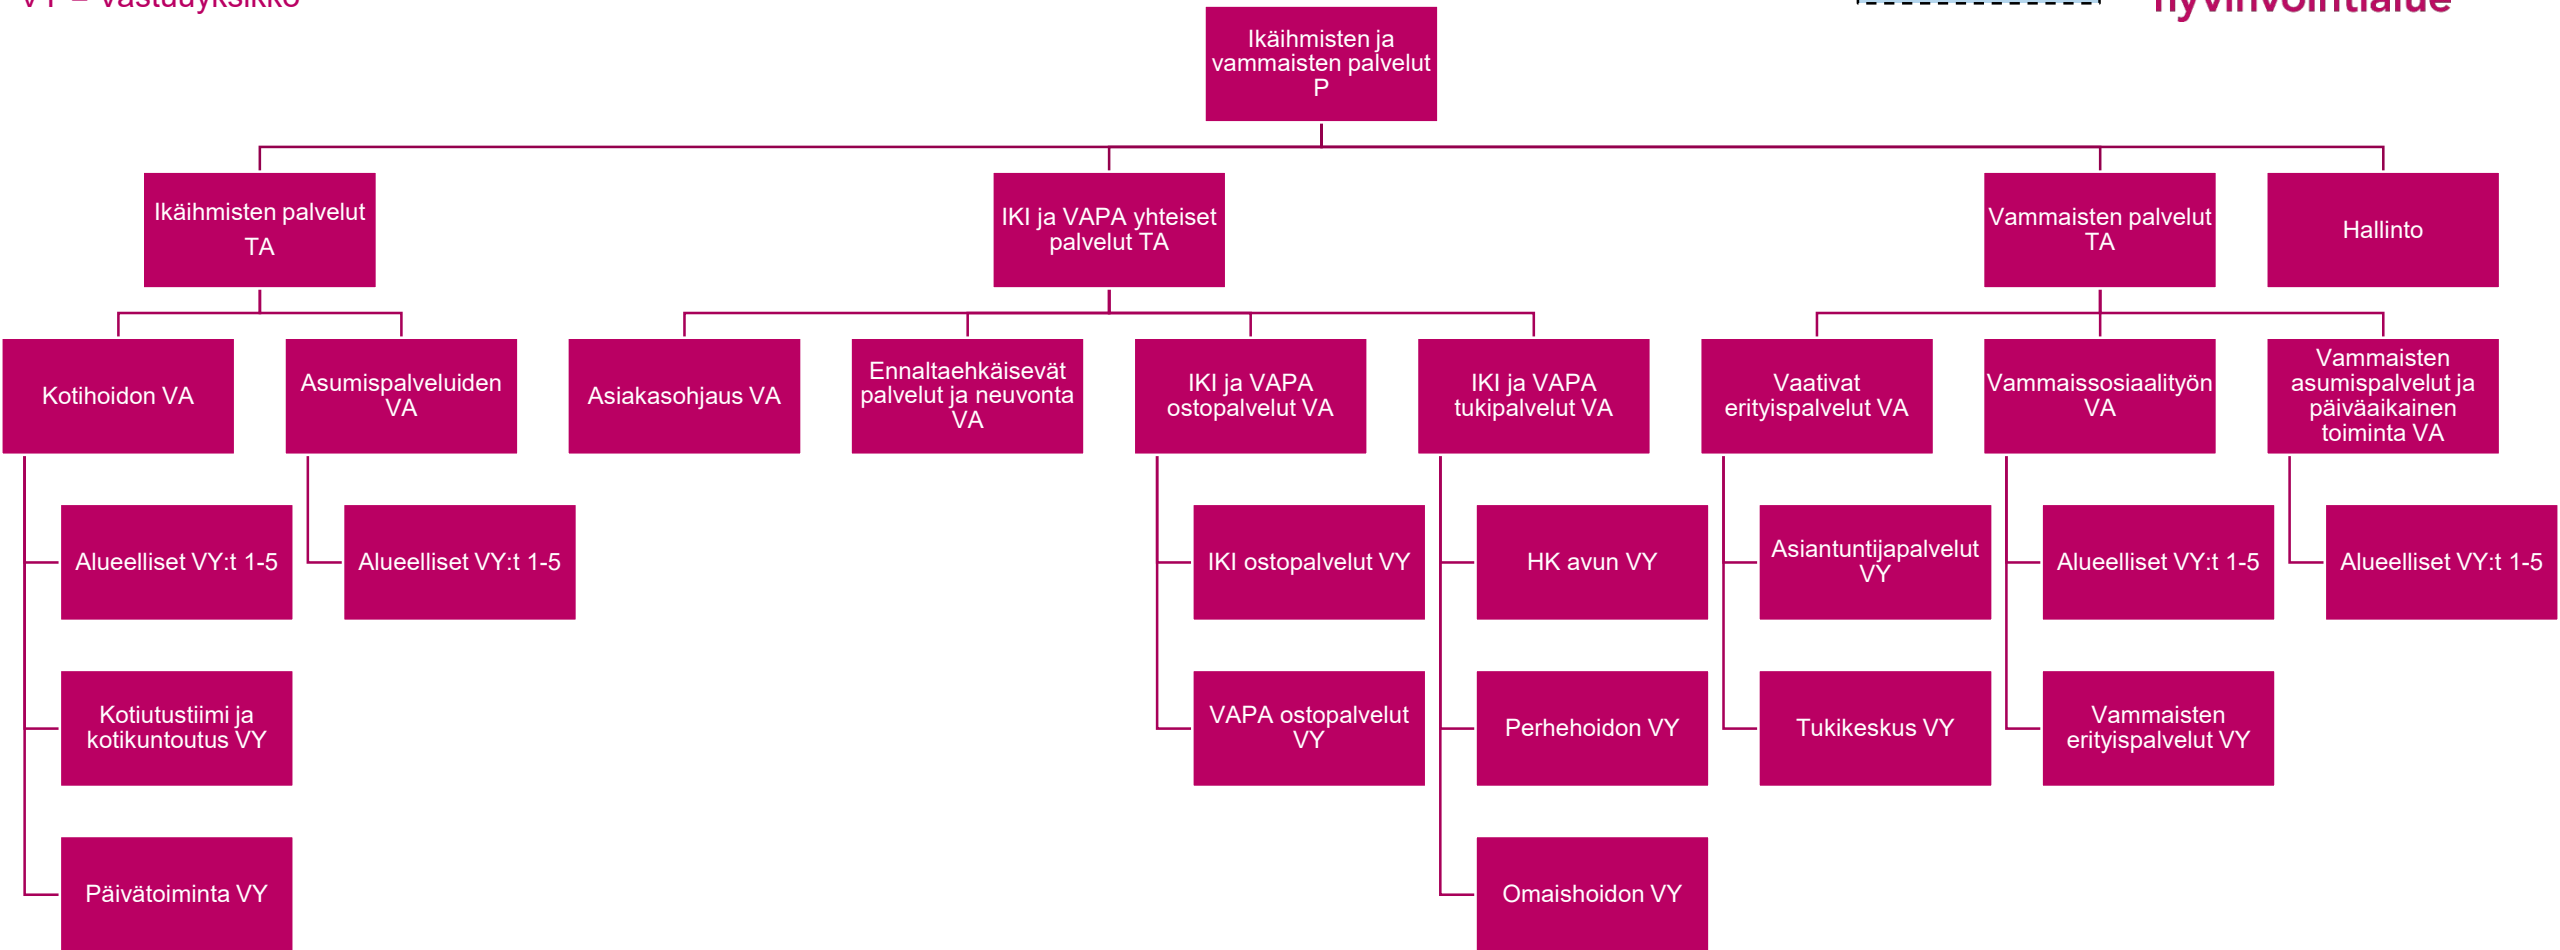 VY = Vastuuyksikkö
hyvinvointialue
Ikäihmisten ja
vammaisten palvelut
P
Ikäihmisten palvelut
TA
IKI ja VAPA yhteiset
palvelut TA
Vammaisten palvelut
TA
Hallinto
Kotihoidon VA
Asumispalveluiden
VA
Asiakasohjaus VA
Ennaltaehkäisevät
palvelut ja neuvonta
VA
IKI ja VAPA
ostopalvelut VA
IKI ja VAPA
tukipalvelut VA
Vaativat
erityispalvelut VA
Vammaissosiaalityön
VA
Vammaisten
asumispalvelut ja
päiväaikainen
toiminta VA
Alueelliset VY:t 1-5
Alueelliset VY:t 1-5
IKI ostopalvelut VY
HK avun VY
Asiantuntijapalvelut
VY
Alueelliset VY:t 1-5
Alueelliset VY:t 1-5
Kotiutustiimi ja
kotikuntoutus VY
VAPA ostopalvelut
VY
Perhehoidon VY
Tukikeskus VY
Vammaisten
erityispalvelut VY
Päivätoiminta VY
Omaishoidon VY